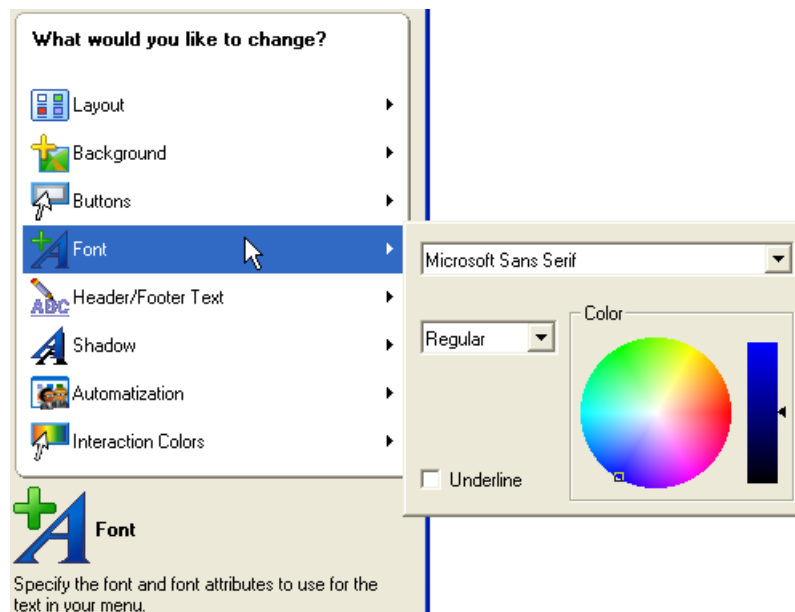 What would you like to change?
Layout
Background
Buttons
Font
Header/Footer Text
Shadow
Automatization
Interaction Colors
Microsoft Sans Serif
Regular
Color
Underline
Font
Specify the font and font attributes to use for the
text in your menu.
ABC